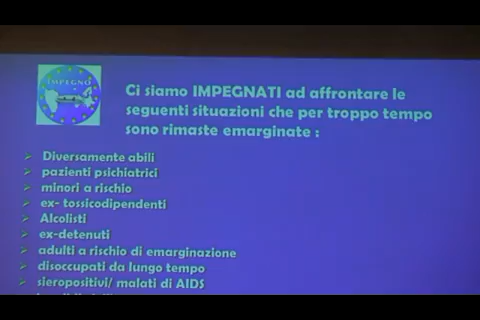 IMPEGNO
Ci siamo IMPEGNATI ad affrontare le
seguenti situazioni che per troppo tempo
sono rimaste emarginate :
➤ Diversamente abili
➤ pazienti psichiatrici
➤ minori a rischio
➤ ex- tossicodipendenti
➤ Alcolisti
➤ ex-detenuti
➤ adulti a rischio di emarginazione
➤ disoccupati da lungo tempo
➤ sieropositivi/ malati di AIDS